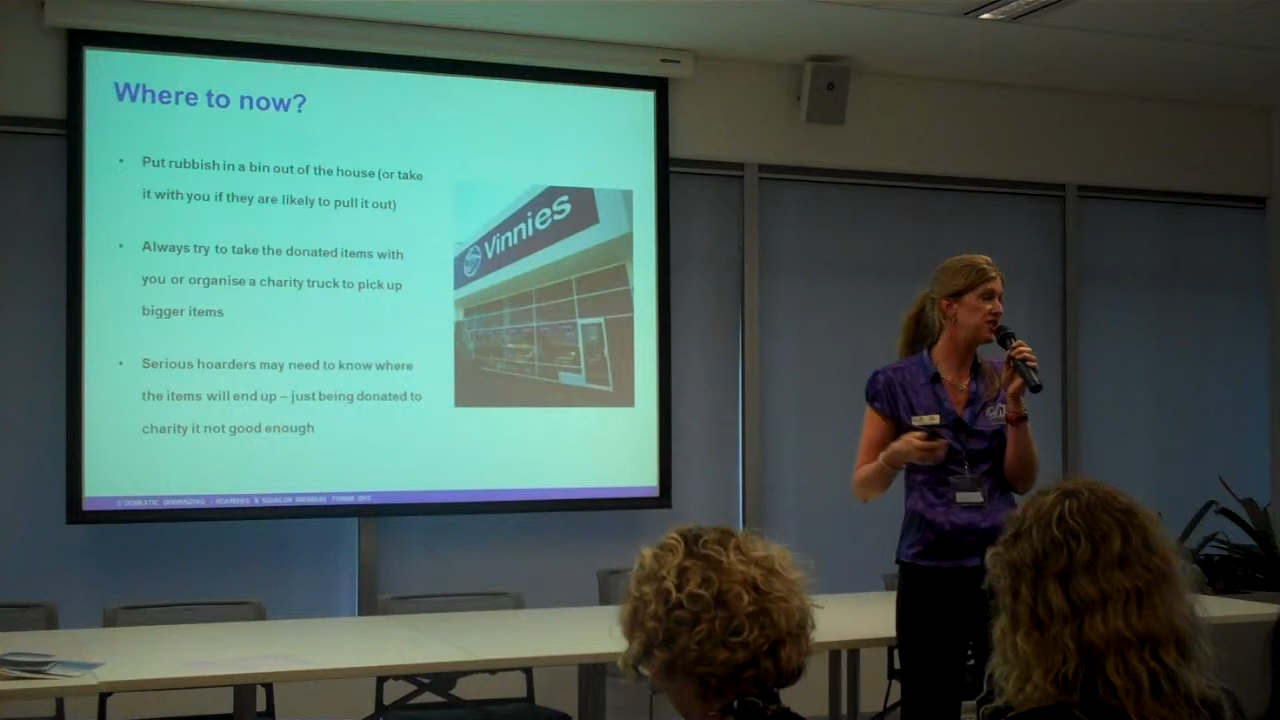 Where to now?
• Put rubbish in a bin out of the house (or take
it with you if they are likely to pull it out)
• Always try to take the donated items with
you or organise a charity truck to pick up
bigger items
• Serious hoarders may need to know where
the items will end up – just being donated to
charity it not good enough
Vinnies